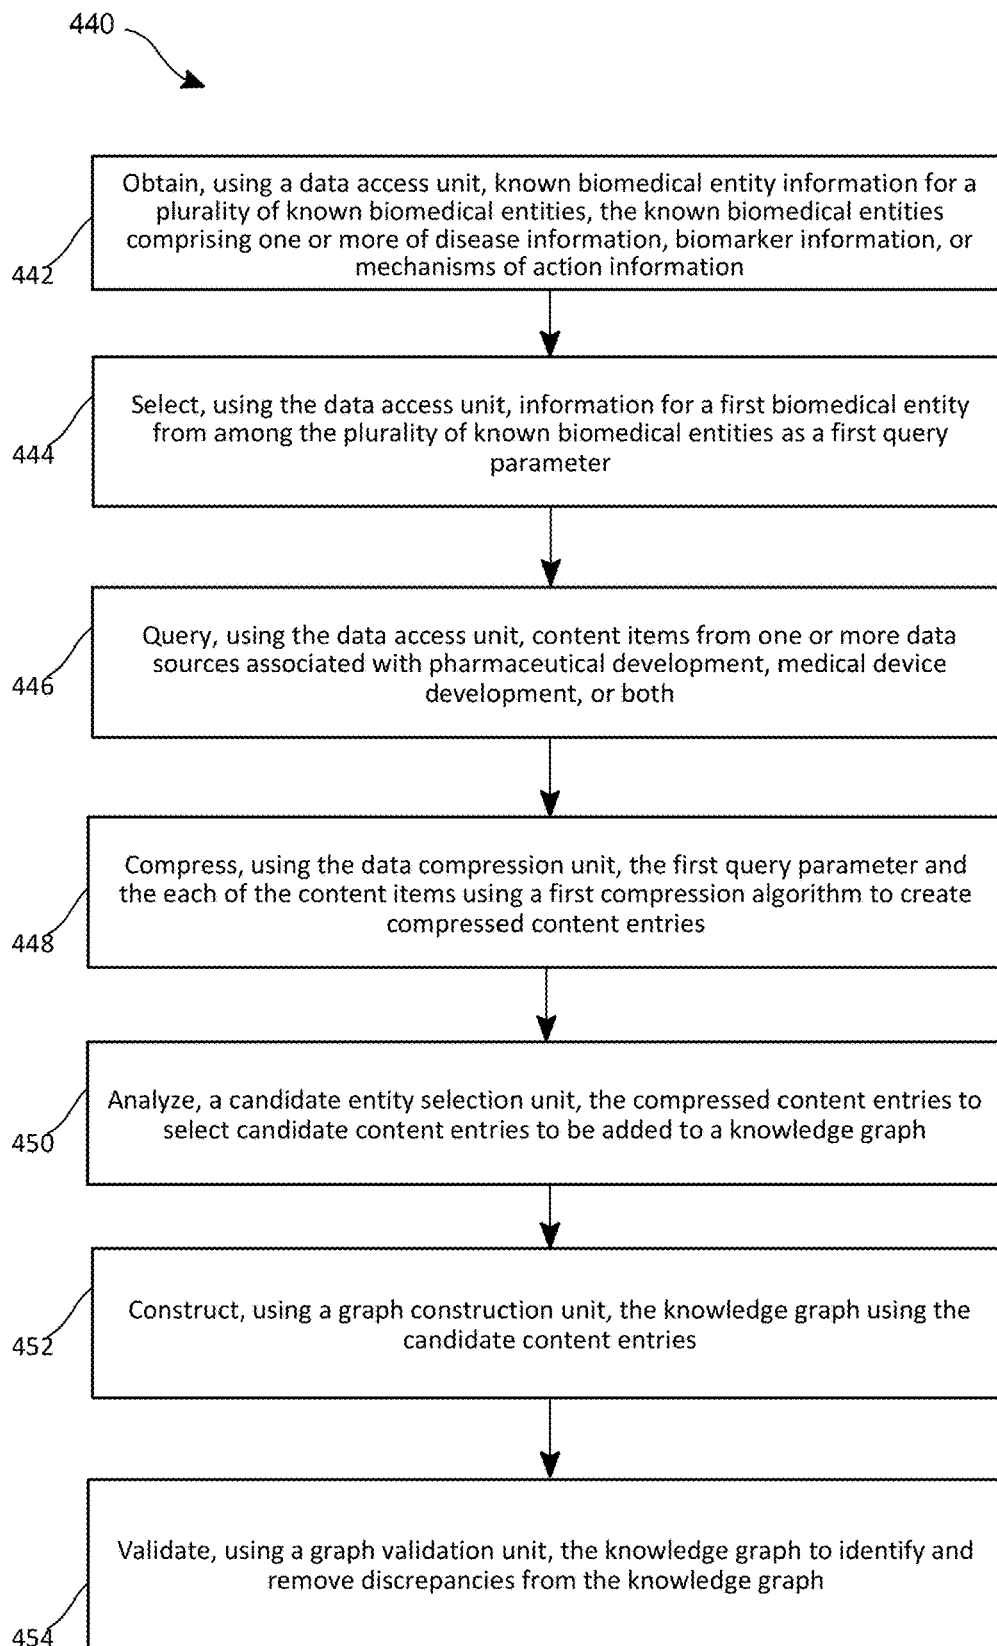 440
Obtain, using a data access unit, known biomedical entity information for a
plurality of known biomedical entities, the known biomedical entities
comprising one or more of disease information, biomarker information, or
mechanisms of action information
442
Select, using the data access unit, information for a first biomedical entity
from among the plurality of known biomedical entities as a first query
parameter
444
Query, using the data access unit, content items from one or more data
sources associated with pharmaceutical development, medical device
development, or both
446
Compress, using the data compression unit, the first query parameter and
the each of the content items using a first compression algorithm to create
compressed content entries
448
Analyze, a candidate entity selection unit, the compressed content entries to
select candidate content entries to be added to a knowledge graph
450
Construct, using a graph construction unit, the knowledge graph using the
candidate content entries
452
Validate, using a graph validation unit, the knowledge graph to identify and
remove discrepancies from the knowledge graph
454